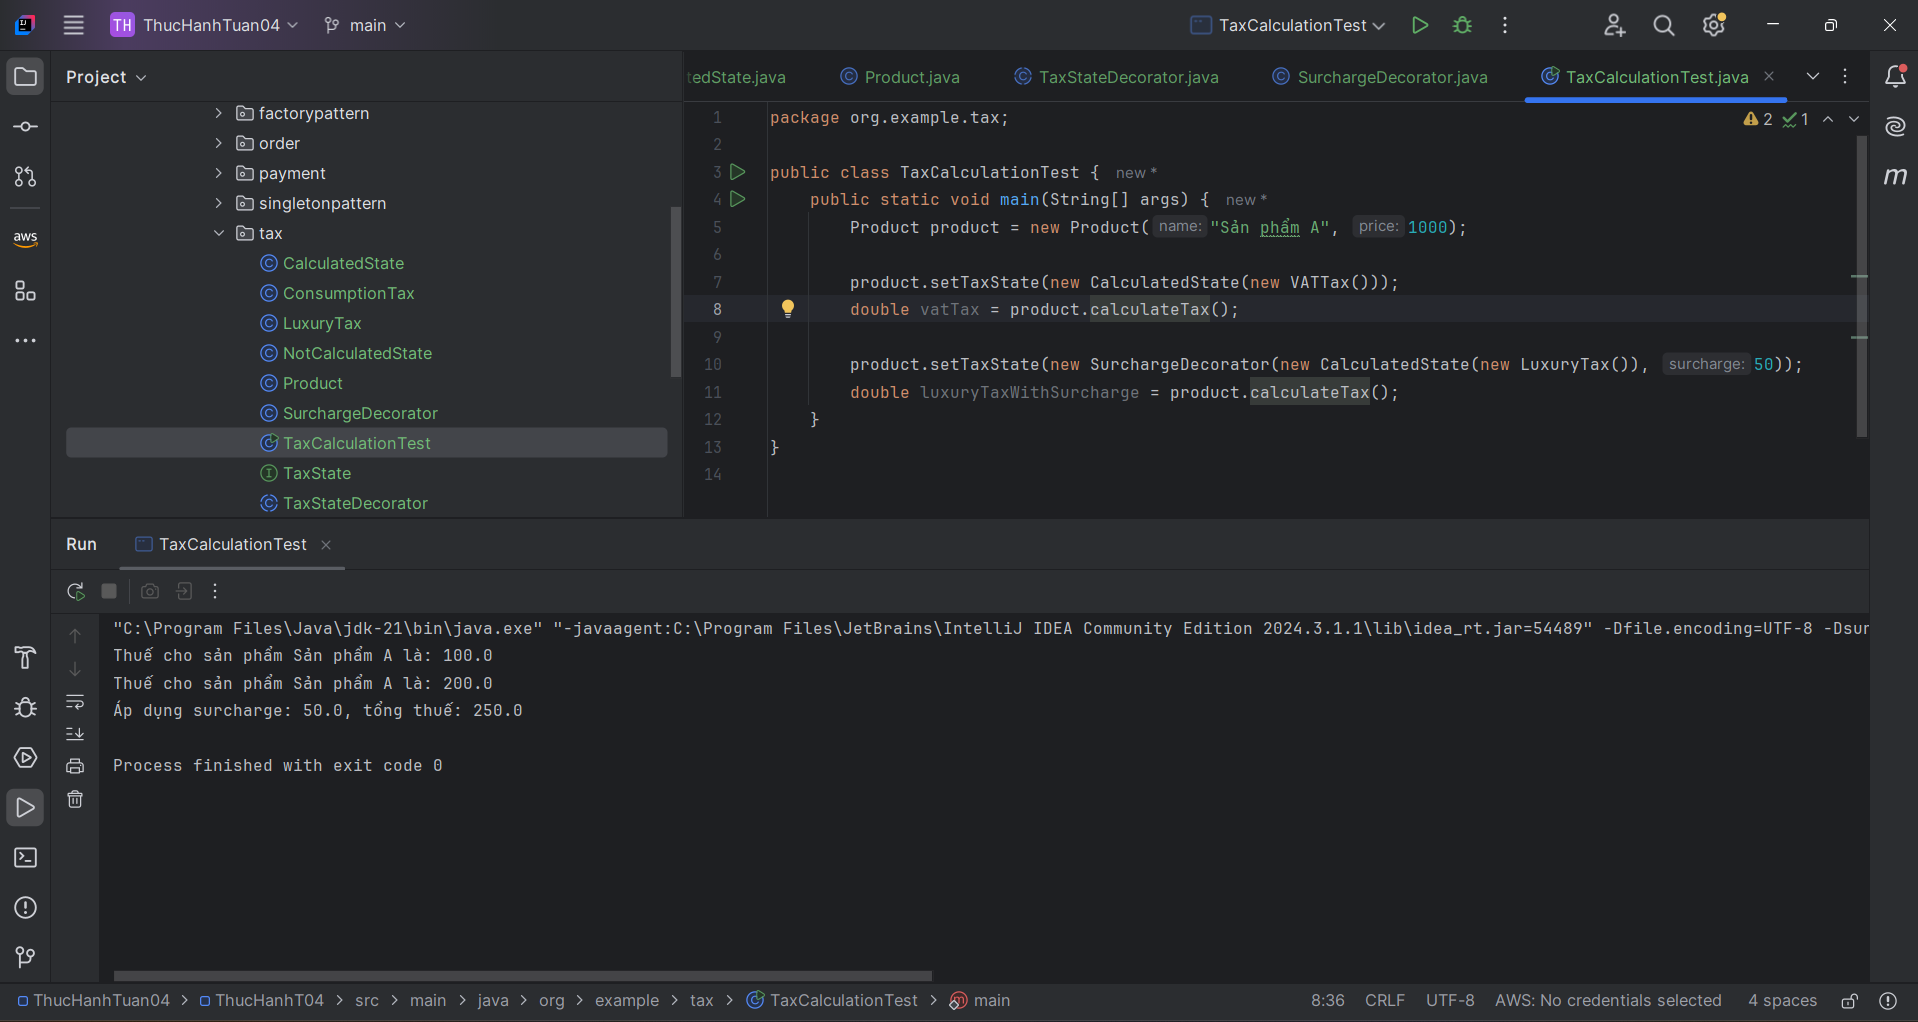 TH ThucHanhTuan04 main TaxCalculationTest
Project
factorypattern
order
payment
singletonpattern
tax
CalculatedState
ConsumptionTax
LuxuryTax
NotCalculatedState
Product
SurchargeDecorator
TaxCalculationTest
TaxState
TaxStateDecorator
aws
m
tedState.java Product.java TaxStateDecorator.java SurchargeDecorator.java TaxCalculationTest.java
2 1
1 package org.example.tax;
2
3 public class TaxCalculationTest { new *
4 public static void main(String[] args) { new *
5 Product product = new Product( name: "Sản phẩm A", price: 1000);
6
7 product.setTaxState(new CalculatedState(new VATTax()));
8 double vatTax = product.calculateTax();
9
10 product.setTaxState(new SurchargeDecorator(new CalculatedState(new LuxuryTax()), surcharge: 50));
11 double luxuryTaxWithSurcharge = product.calculateTax();
12 }
13 }
14
Run TaxCalculationTest
"C:\Program Files\Java\jdk-21\bin\java.exe" "-javaagent:C:\Program Files\JetBrains\IntelliJ IDEA Community Edition 2024.3.1.1\lib\idea_rt.jar=54489" -Dfile.encoding=UTF-8 -Dsur
Thuế cho sản phẩm Sản phẩm A là: 100.0
Thuế cho sản phẩm Sản phẩm A là: 200.0
Áp dụng surcharge: 50.0, tổng thuế: 250.0
Process finished with exit code 0
ThucHanhTuan04 > ThucHanhT04 > src > main > java > org > example > tax > TaxCalculationTest > main 8:36 CRLF UTF-8 AWS: No credentials selected 4 spaces